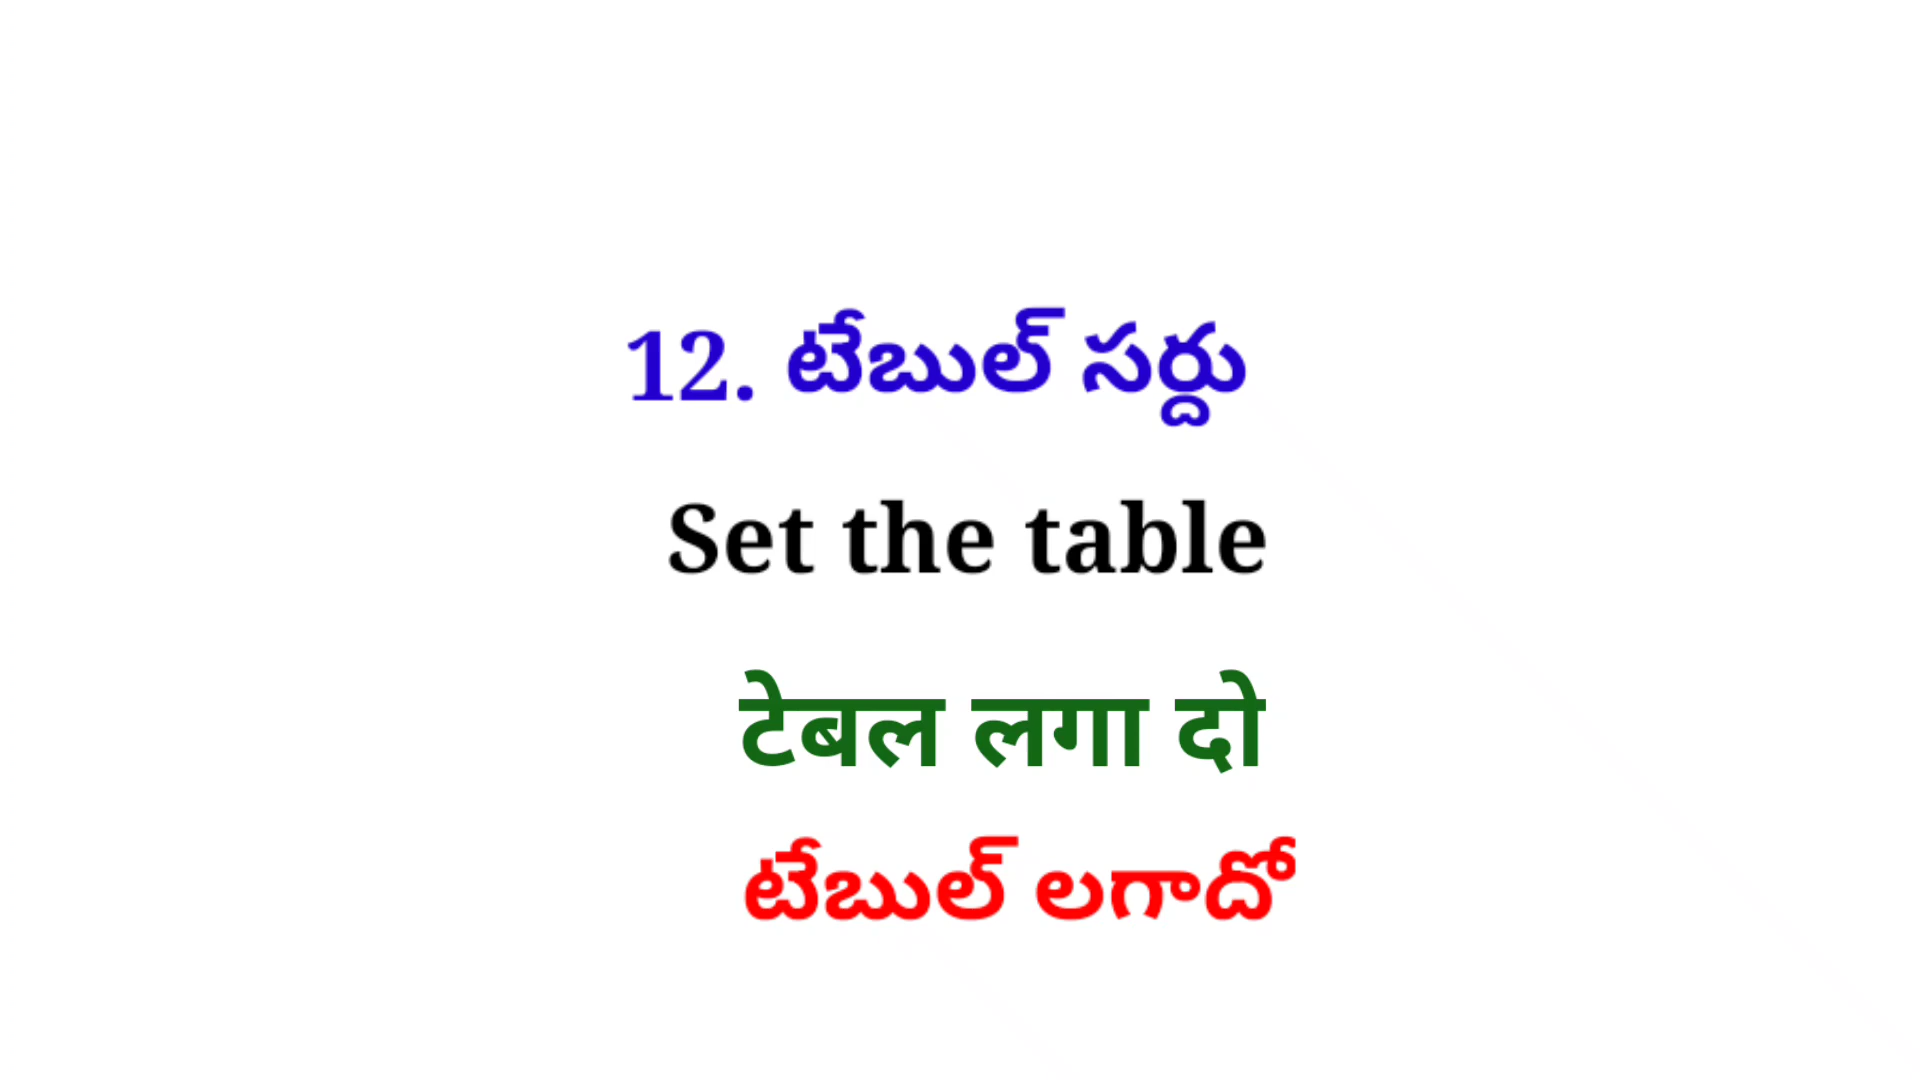 12. టేబుల్ సర్దు
Set the table
टेबल लगा दो
టేబుల్ లగాదో